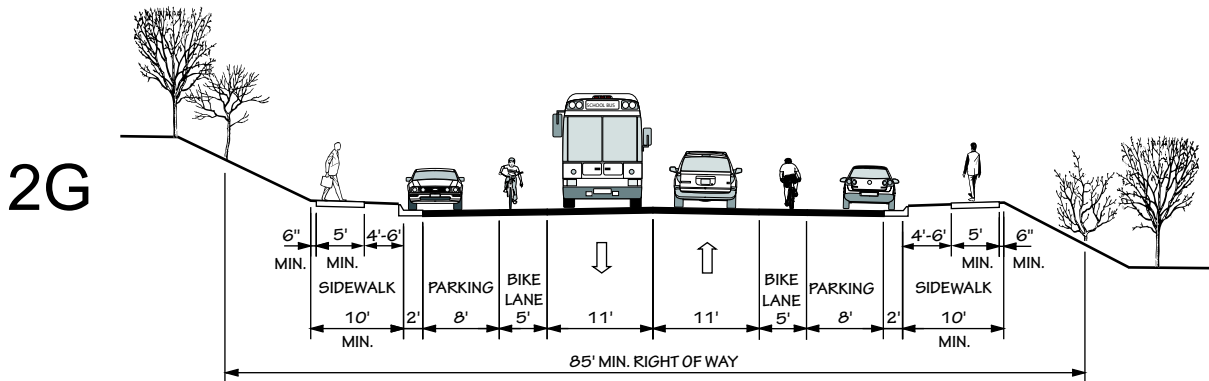 2G
SCHOOL BUS
6" 5' 4'-6' 4'-6' 5' 6"
MIN. MIN. MIN. MIN.
SIDEWALK PARKING BIKE LANE BIKE LANE PARKING SIDEWALK
10' 2' 8' 5' 11' 11' 5' 8' 2' 10'
MIN. MIN.
85' MIN. RIGHT OF WAY